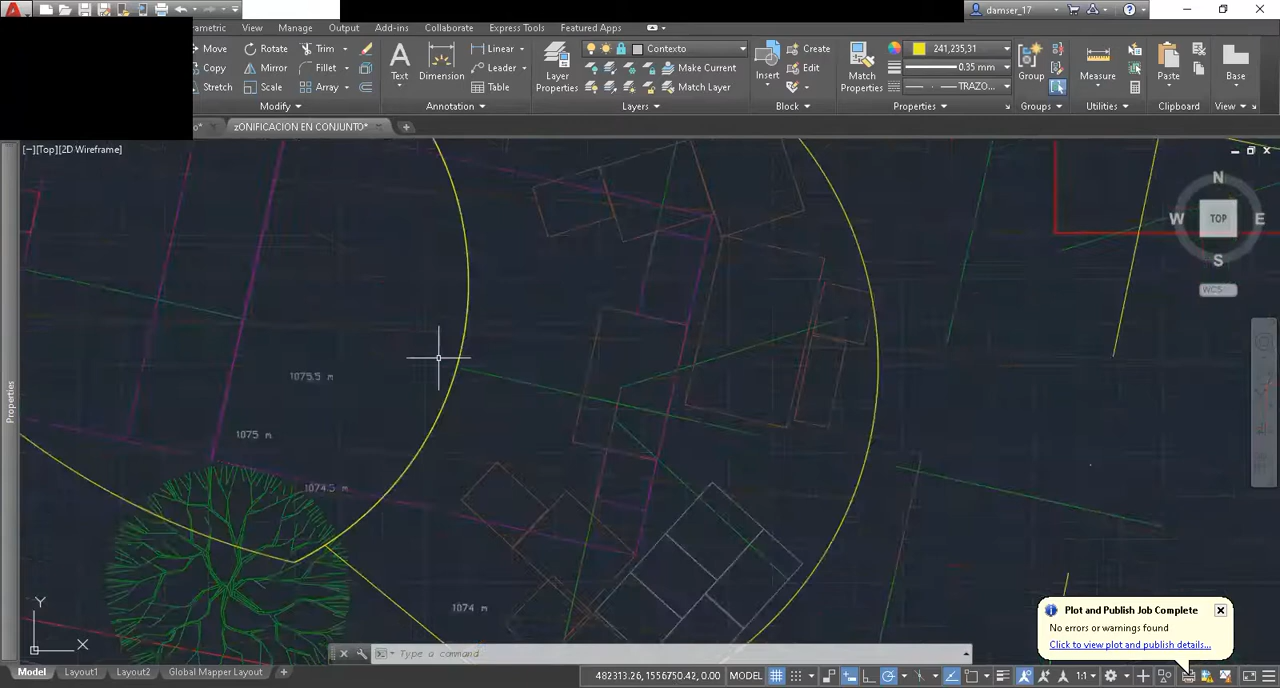 damser_17
ametric View Manage Output Add-ins Collaborate Express Tools Featured Apps
Move Rotate Trim
Copy Mirror Fillet
Stretch Scale Array
Modify
Text Dimension
Linear
Leader
Table
Annotation
Layer Properties
Contexto
Make Current
Match Layer
Layers
Insert
Create
Edit
Block
Match Properties
241,235,31
0.35 mm
TRAZO...
Properties
Group
Groups
Measure
Utilities
Paste
Clipboard
Base
View
zONIFICACION EN CONJUNTO*
[−][Top][2D Wireframe]
N
W TOP E
S
WCS
Properties
1075.5 m
1075 m
1074.5 m
1074 m
Y
X
Plot and Publish Job Complete
No errors or warnings found
Click to view plot and publish details...
Type a command
Model Layout1 Layout2 Global Mapper Layout
482313.26, 1556750.42, 0.00 MODEL 1:1